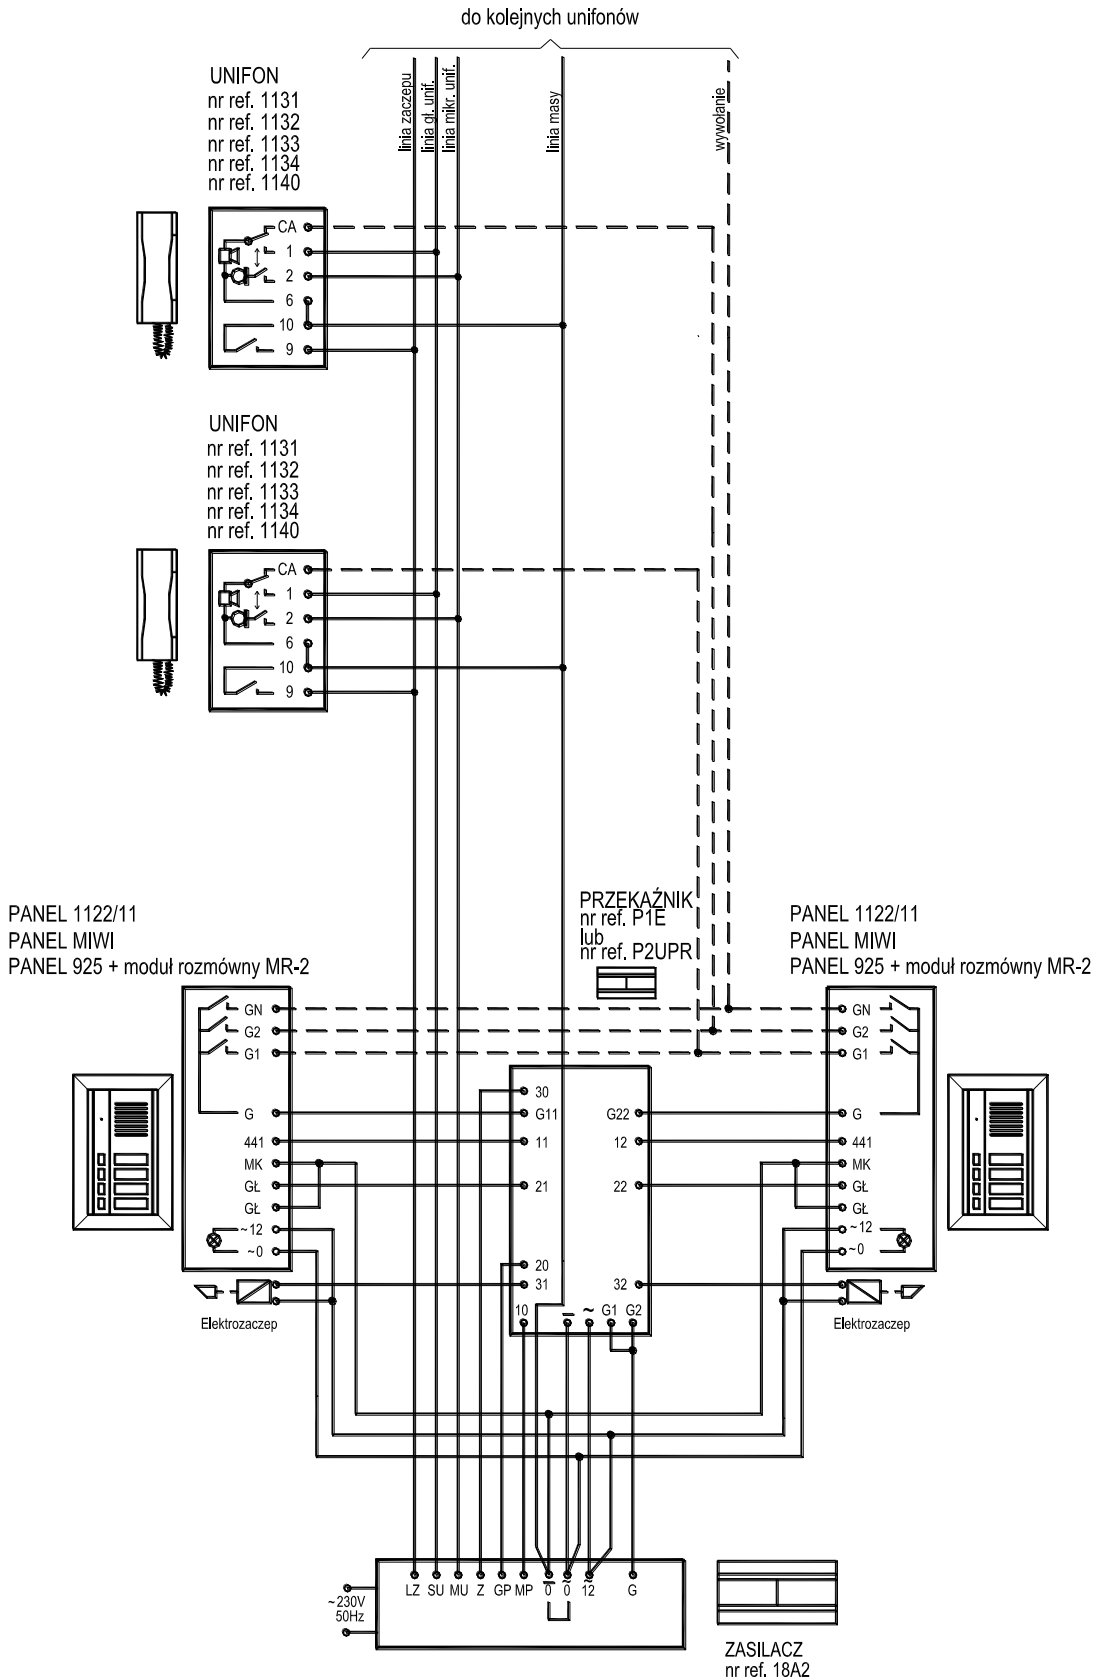 do kolejnych unifonów
linia zaczepu
linia gł. unif.
linia mikr. unif.
linia masy
wywołanie
UNIFON
nr ref. 1131
nr ref. 1132
nr ref. 1133
nr ref. 1134
nr ref. 1140
CA
1
2
6
10
9
UNIFON
nr ref. 1131
nr ref. 1132
nr ref. 1133
nr ref. 1134
nr ref. 1140
CA
1
2
6
10
9
PANEL 1122/11
PANEL MIWI
PANEL 925 + moduł rozmówny MR-2
PRZEKAŹNIK
nr ref. P1E
lub
nr ref. P2UPR
PANEL 1122/11
PANEL MIWI
PANEL 925 + moduł rozmówny MR-2
GN
G2
G1
G
441
MK
GŁ
GŁ
~12
~0
Elektrozaczep
30
G11
11
21
20
31
10
–
~
G1
G2
G22
12
22
32
GN
G2
G1
G
441
MK
GŁ
GŁ
~12
~0
Elektrozaczep
~230V
50Hz
LZ SU MU Z GP MP 0 0 12 G
ZASILACZ
nr ref. 18A2